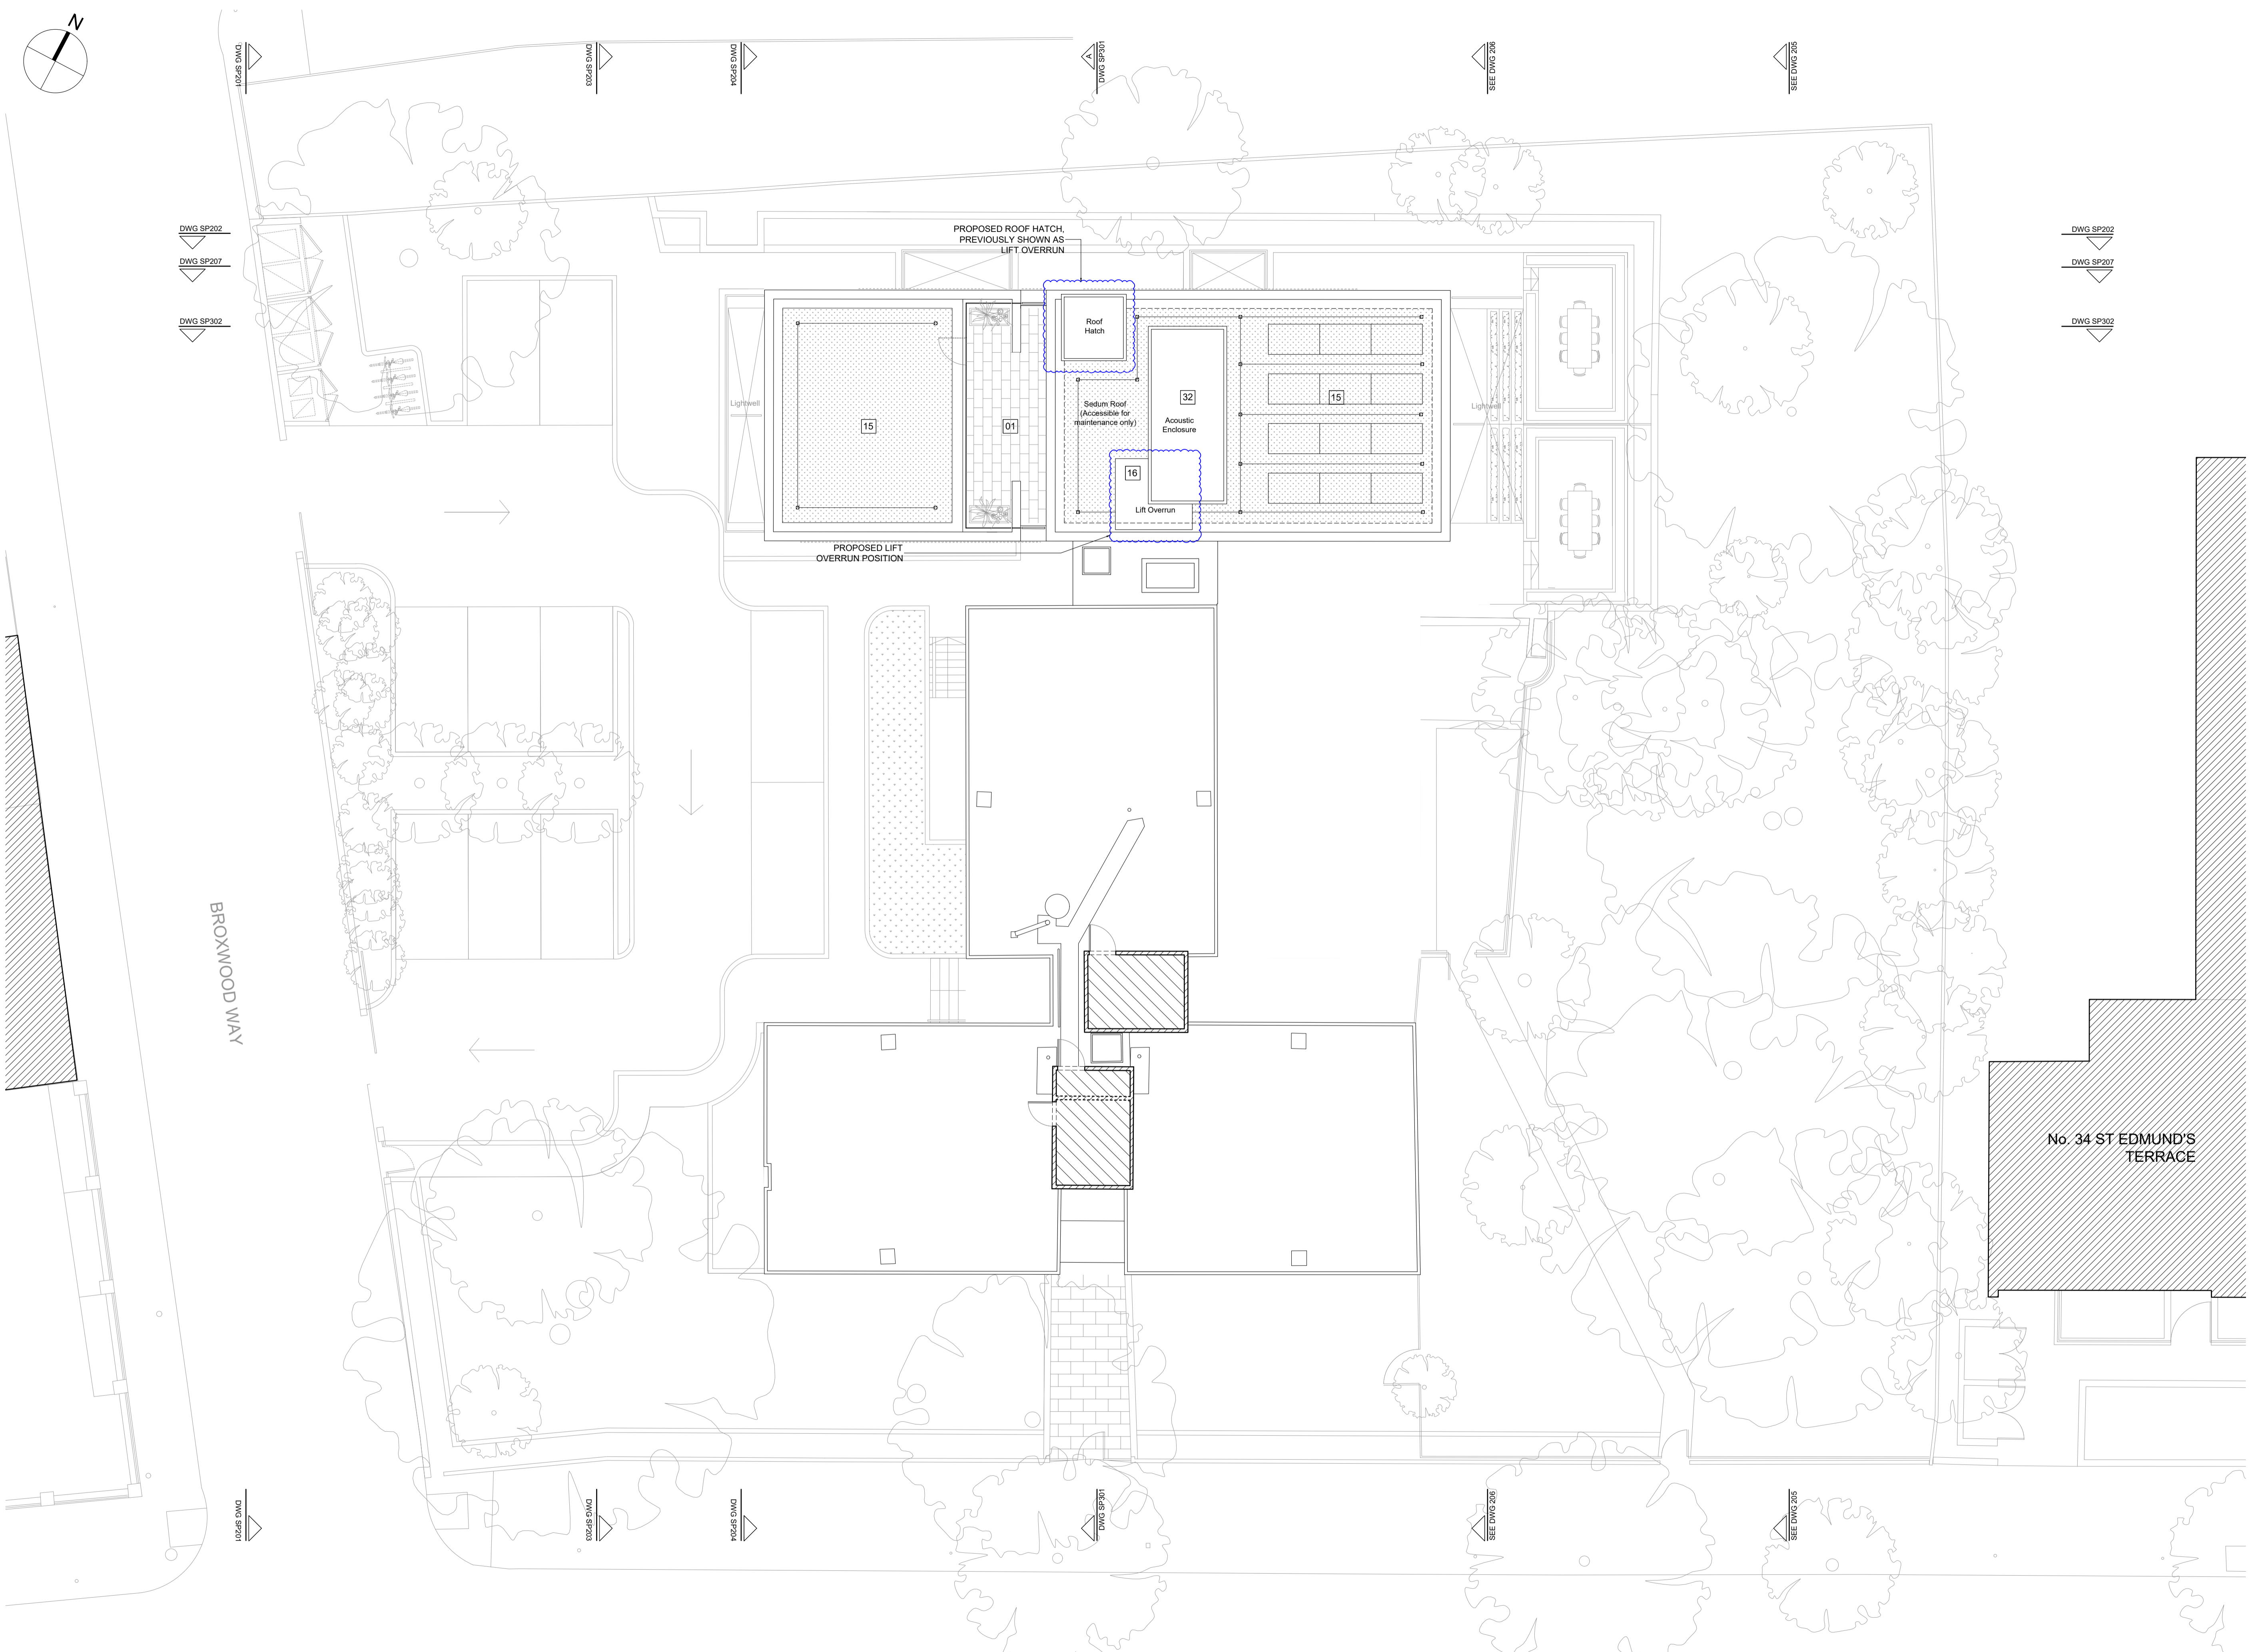 N
DWG SP201
DWG SP203
DWG SP204
A
DWG SP301
SEE DWG 206
SEE DWG 205
DWG SP202
DWG SP207
DWG SP302
DWG SP202
DWG SP207
DWG SP302
PROPOSED ROOF HATCH,
PREVIOUSLY SHOWN AS
LIFT OVERRUN
Roof
Hatch
Lightwell
15
01
Sedum Roof
(Accessible for
maintenance only)
32
Acoustic
Enclosure
15
Lightwell
16
Lift Overrun
PROPOSED LIFT
OVERRUN POSITION
BROXWOOD WAY
No. 34 ST EDMUND'S
TERRACE
DWG SP201
DWG SP203
DWG SP204
DWG SP301
SEE DWG 206
SEE DWG 205